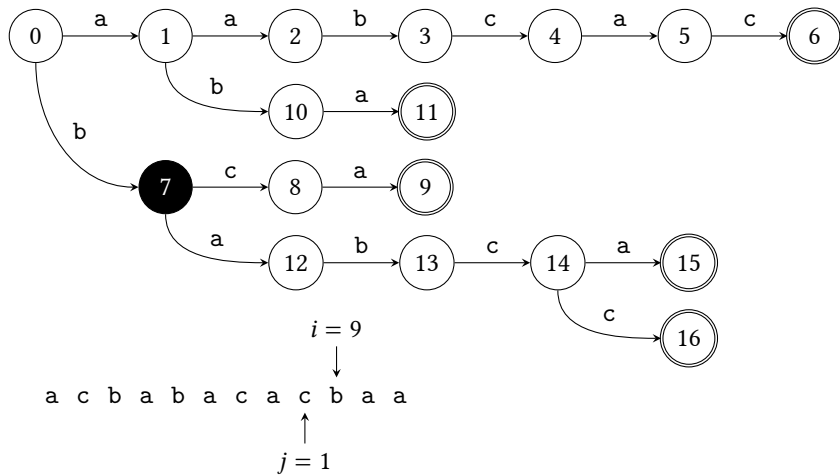 0 a 1 a 2 b 3 c 4 a 5 c 6
b 10 a 11
b
7 c 8 a 9
a 12 b 13 c 14 a 15
c 16
i = 9
a c b a b a c a c b a a
j = 1